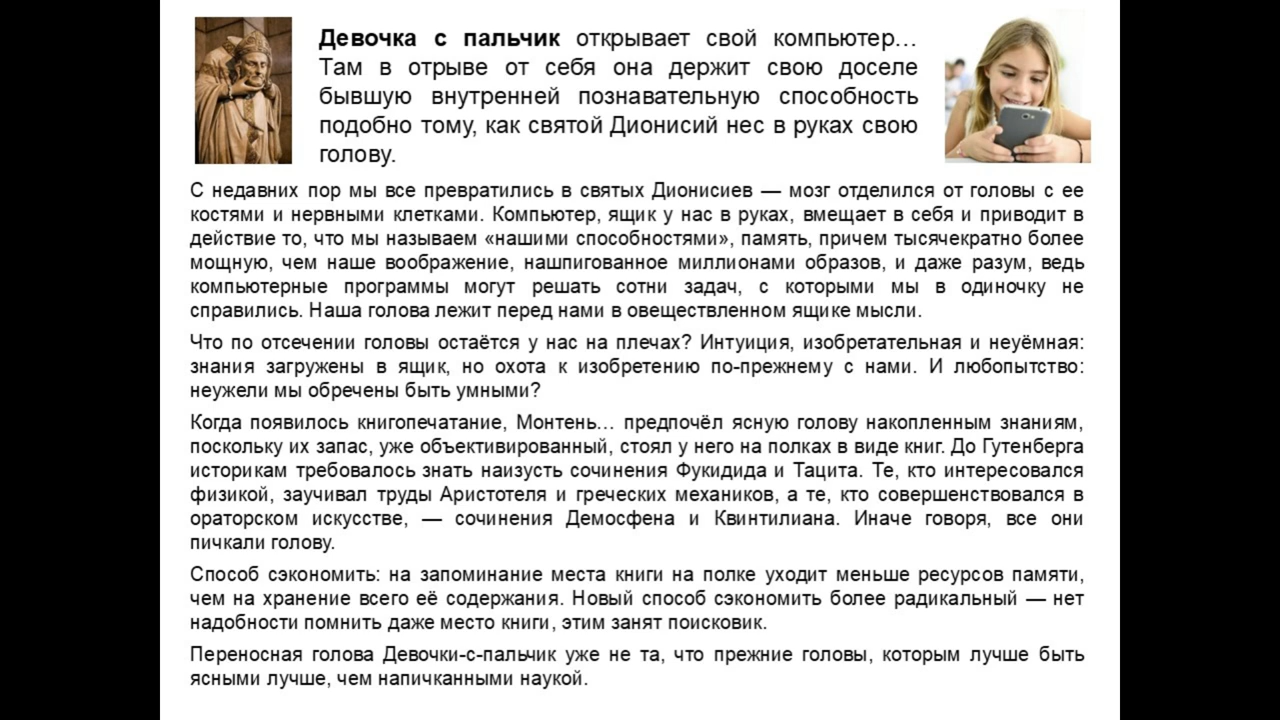 Девочка с пальчик открывает свой компьютер…
Там в отрыве от себя она держит свою доселе
бывшую внутренней познавательную способность
подобно тому, как святой Дионисий нес в руках свою
голову.
С недавних пор мы все превратились в святых Дионисиев — мозг отделился от головы с ее
костями и нервными клетками. Компьютер, ящик у нас в руках, вмещает в себя и приводит в
действие то, что мы называем «нашими способностями», память, причем тысячекратно более
мощную, чем наше воображение, нашпигованное миллионами образов, и даже разум, ведь
компьютерные программы могут решать сотни задач, с которыми мы в одиночку не
справились. Наша голова лежит перед нами в овеществленном ящике мысли.
Что по отсечении головы остаётся у нас на плечах? Интуиция, изобретательная и неуёмная:
знания загружены в ящик, но охота к изобретению по-прежнему с нами. И любопытство:
неужели мы обречены быть умными?
Когда появилось книгопечатание, Монтень… предпочёл ясную голову накопленным знаниям,
поскольку их запас, уже объективированный, стоял у него на полках в виде книг. До Гутенберга
историкам требовалось знать наизусть сочинения Фукидида и Тацита. Те, кто интересовался
физикой, заучивал труды Аристотеля и греческих механиков, а те, кто совершенствовался в
ораторском искусстве, — сочинения Демосфена и Квинтилиана. Иначе говоря, все они
пичкали голову.
Способ сэкономить: на запоминание места книги на полке уходит меньше ресурсов памяти,
чем на хранение всего её содержания. Новый способ сэкономить более радикальный — нет
надобности помнить даже место книги, этим занят поисковик.
Переносная голова Девочки-с-пальчик уже не та, что прежние головы, которым лучше быть
ясными лучше, чем напичканными наукой.